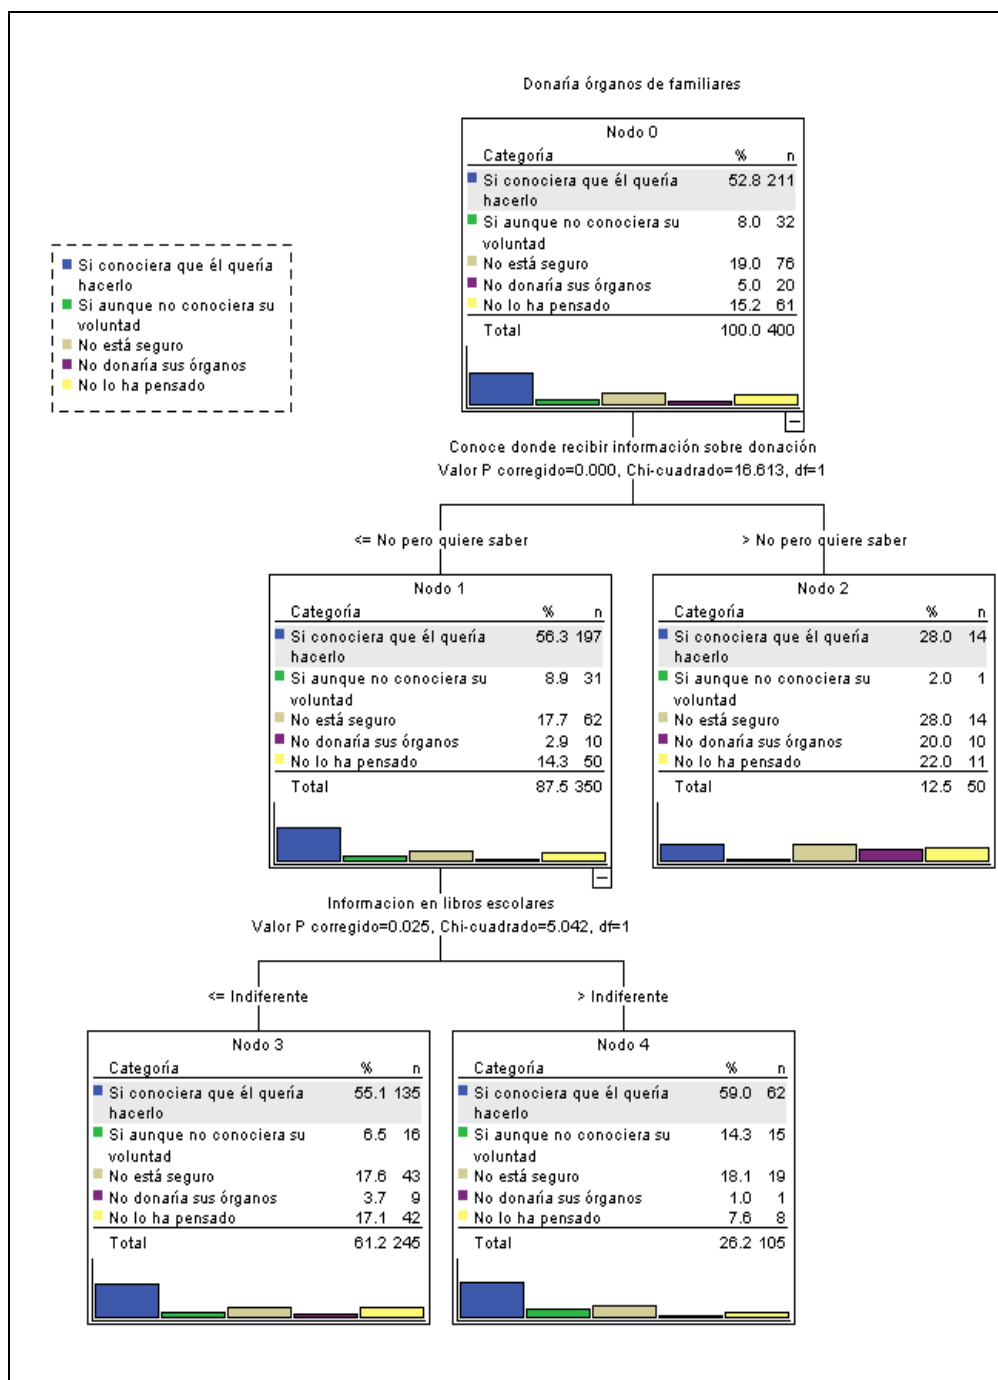 Donaría órganos de familiares
Nodo 0
Categoría % n
Si conociera que él quería 52.8 211
hacerlo
Si aunque no conociera su 8.0 32
voluntad
No está seguro 19.0 76
No donaría sus órganos 5.0 20
No lo ha pensado 15.2 61
Total 100.0 400
Si conociera que él quería
hacerlo
Si aunque no conociera su
voluntad
No está seguro
No donaría sus órganos
No lo ha pensado
Conoce donde recibir información sobre donación
Valor P corregido=0.000, Chi-cuadrado=16.613, df=1
<= No pero quiere saber
> No pero quiere saber
Nodo 1
Categoría % n
Si conociera que él quería 56.3 197
hacerlo
Si aunque no conociera su 8.9 31
voluntad
No está seguro 17.7 62
No donaría sus órganos 2.9 10
No lo ha pensado 14.3 50
Total 87.5 350
Nodo 2
Categoría % n
Si conociera que él quería 28.0 14
hacerlo
Si aunque no conociera su 2.0 1
voluntad
No está seguro 28.0 14
No donaría sus órganos 20.0 10
No lo ha pensado 22.0 11
Total 12.5 50
Informacion en libros escolares
Valor P corregido=0.025, Chi-cuadrado=5.042, df=1
<= Indiferente
> Indiferente
Nodo 3
Categoría % n
Si conociera que él quería 55.1 135
hacerlo
Si aunque no conociera su 6.5 16
voluntad
No está seguro 17.6 43
No donaría sus órganos 3.7 9
No lo ha pensado 17.1 42
Total 61.2 245
Nodo 4
Categoría % n
Si conociera que él quería 59.0 62
hacerlo
Si aunque no conociera su 14.3 15
voluntad
No está seguro 18.1 19
No donaría sus órganos 1.0 1
No lo ha pensado 7.6 8
Total 26.2 105